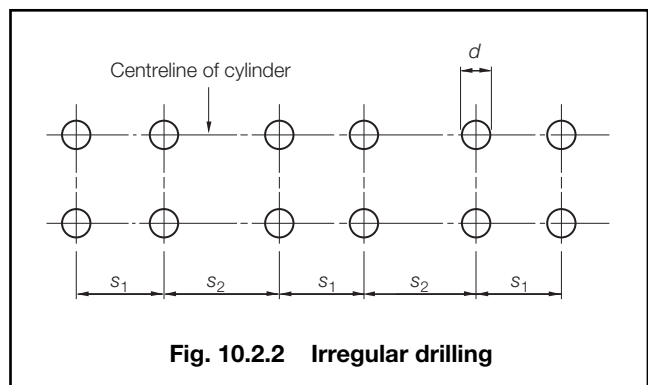 d
Centreline of cylinder
s1 s2 s1 s2 s1
Fig. 10.2.2 Irregular drilling